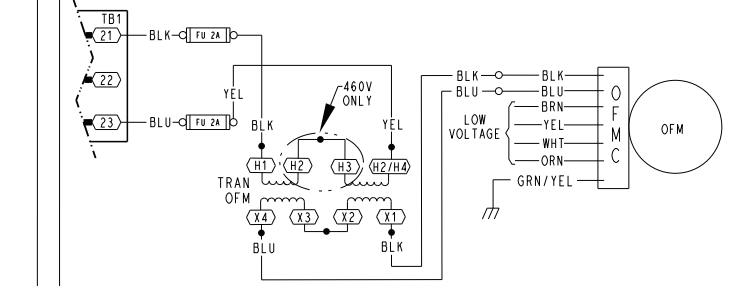 TB1
21 BLK FU 2A
22
YEL
23 BLU FU 2A
460V
ONLY
BLK YEL
H1 H2 H3 H2/H4
TRAN
OFM
X4 X3 X2 X1
BLU BLK
BLK BLK
BLU BLU
BRN
LOW
VOLTAGE
YEL
WHT
ORN
GRN/YEL
O
F
M
C
OFM